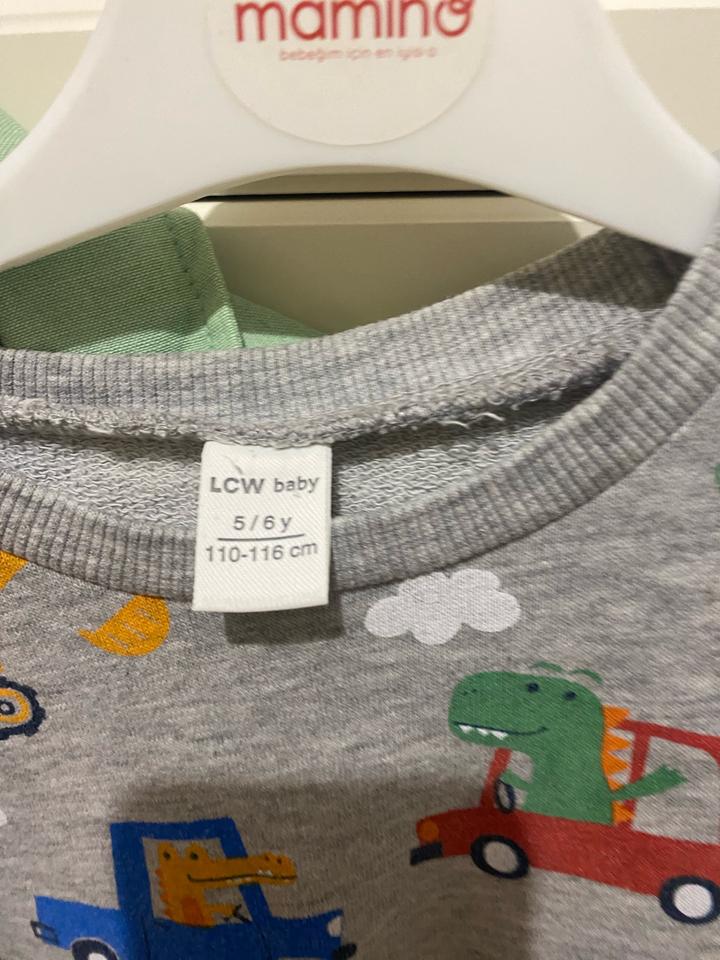 mamino
bebeğim için en iyisi o
LCW baby
5/6 y
110-116 cm